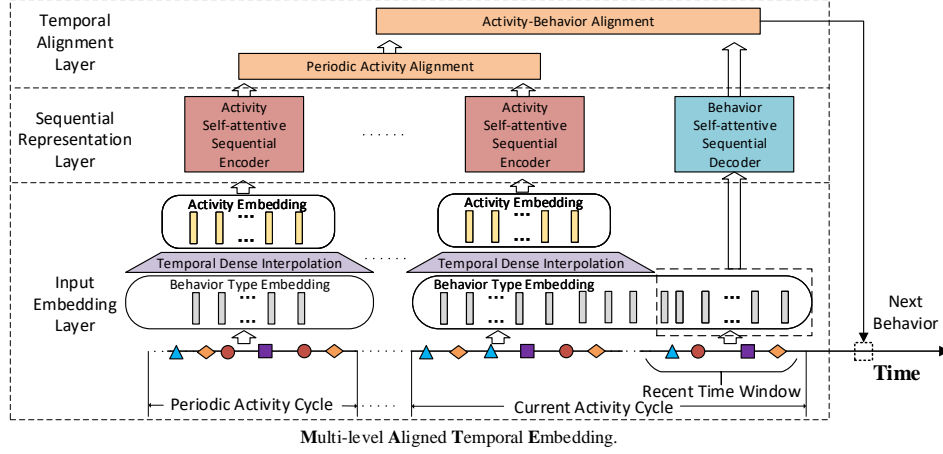 Temporal
Alignment
Layer
Activity-Behavior Alignment
Periodic Activity Alignment
Sequential
Representation
Layer
Activity
Self-attentive
Sequential
Encoder
......
Activity
Self-attentive
Sequential
Encoder
Behavior
Self-attentive
Sequential
Decoder
Input
Embedding
Layer
Activity Embedding
...
...
Activity Embedding
...
...
Temporal Dense Interpolation
......
Temporal Dense Interpolation
Behavior Type Embedding
...
...
Behavior Type Embedding
...
...
...
...
Next
Behavior
Time
Recent Time Window
Periodic Activity Cycle
......
Current Activity Cycle
Multi-level Aligned Temporal Embedding.